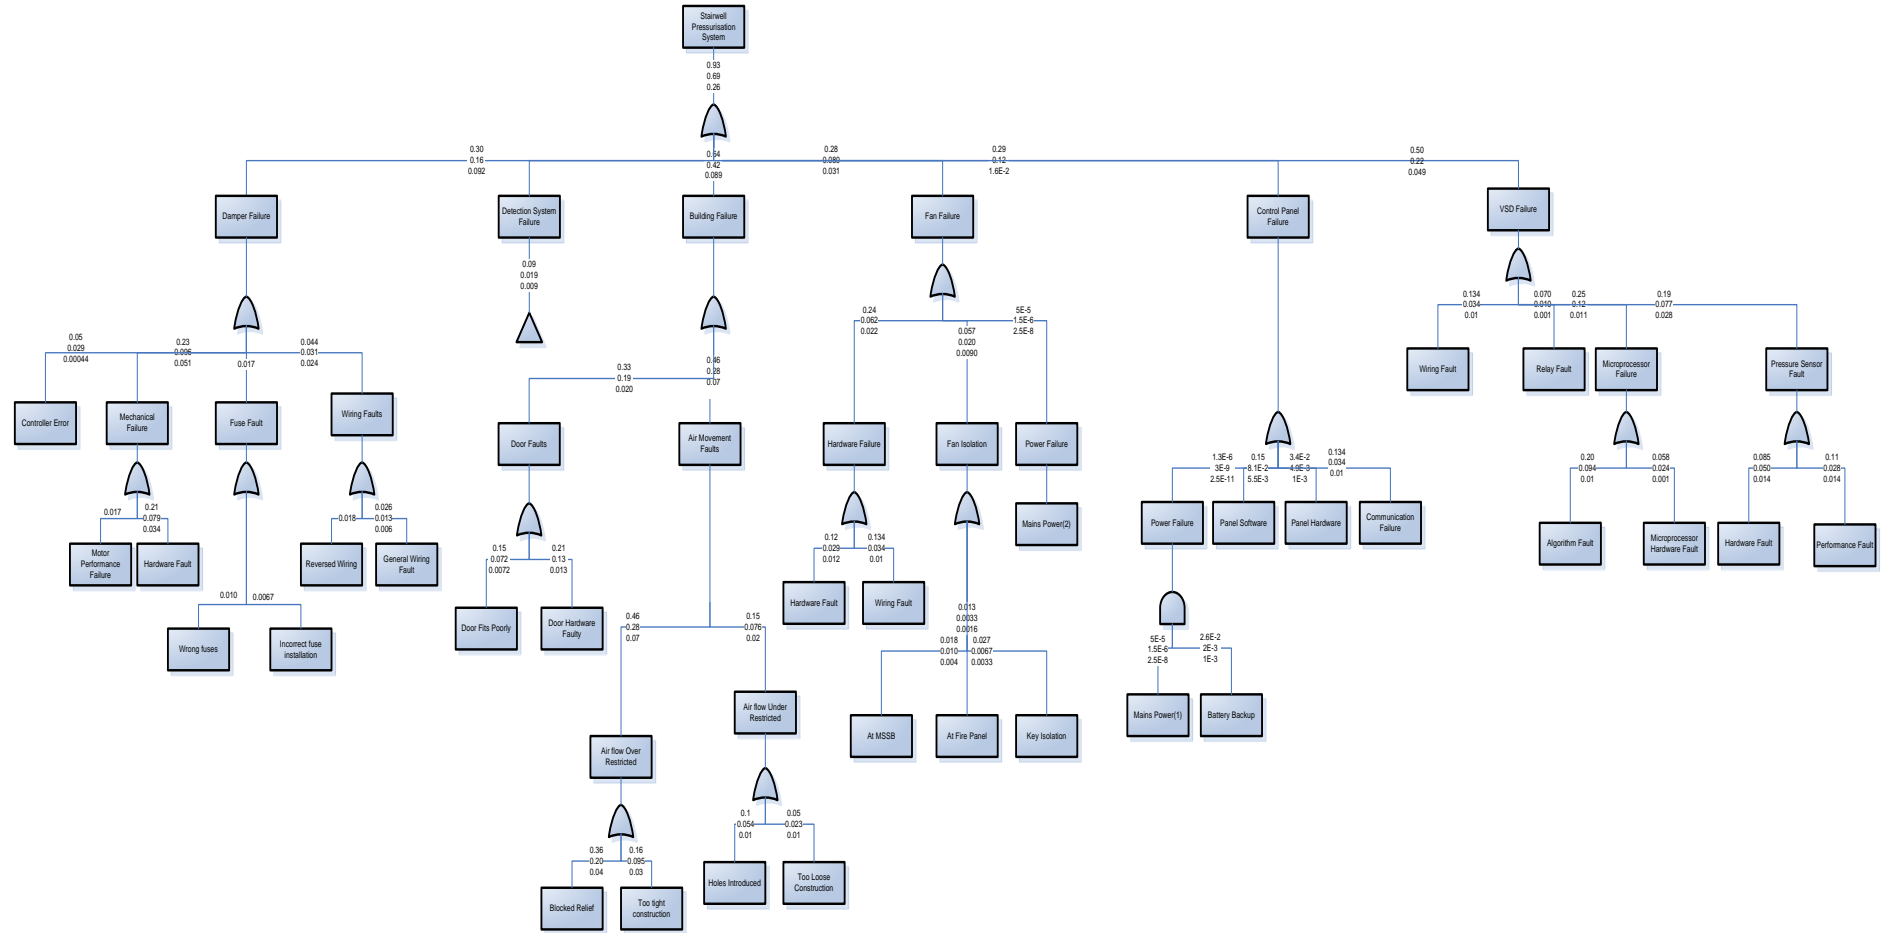 Stairwell
Pressurisation
System
0.93
0.69
0.26
0.30
0.16
0.092
0.64
0.42
0.089
0.28
0.080
0.031
0.29
0.12
1.6E-2
0.50
0.22
0.049
Damper Failure
Detection System
Failure
Building Failure
Fan Failure
Control Panel
Failure
VSD Failure
0.09
0.019
0.009
0.05
0.029
0.00044
0.23
0.096
0.051
0.017
0.044
0.031
0.024
0.33
0.19
0.020
0.46
0.28
0.07
0.24
0.062
0.022
0.057
0.020
0.0090
5E-5
1.5E-6
2.5E-8
0.134
0.034
0.01
0.070
0.010
0.001
0.25
0.12
0.011
0.19
0.077
0.028
Controller Error
Mechanical
Failure
Fuse Fault
Wiring Faults
Door Faults
Air Movement
Faults
Hardware Failure
Fan Isolation
Power Failure
Wiring Fault
Relay Fault
Microprocessor
Failure
Pressure Sensor
Fault
0.017
0.21
0.079
0.034
0.018
0.026
0.013
0.006
Motor
Performance
Failure
Hardware Fault
Reversed Wiring
General Wiring
Fault
0.010
0.0067
Wrong fuses
Incorrect fuse
installation
0.15
0.072
0.0072
0.21
0.13
0.013
Door Fits Poorly
Door Hardware
Faulty
0.46
0.28
0.07
0.15
0.076
0.02
Air flow Over
Restricted
Air flow Under
Restricted
0.36
0.20
0.04
0.16
0.095
0.03
Blocked Relief
Too tight
construction
0.1
0.054
0.01
0.05
0.023
0.01
Holes Introduced
Too Loose
Construction
0.12
0.029
0.012
0.134
0.034
0.01
Hardware Fault
Wiring Fault
Mains Power(2)
0.018
0.010
0.004
0.013
0.0033
0.0016
0.027
0.0067
0.0033
At MSSB
At Fire Panel
Key Isolation
1.3E-6
3E-9
2.5E-11
0.15
8.1E-2
5.5E-3
3.4E-2
4.9E-3
1E-3
0.134
0.034
0.01
Power Failure
Panel Software
Panel Hardware
Communication
Failure
5E-5
1.5E-6
2.5E-8
2.6E-2
2E-3
1E-3
Mains Power(1)
Battery Backup
0.20
0.094
0.01
0.058
0.024
0.001
Algorithm Fault
Microprocessor
Hardware Fault
0.085
0.050
0.014
0.11
0.028
0.014
Hardware Fault
Performance Fault